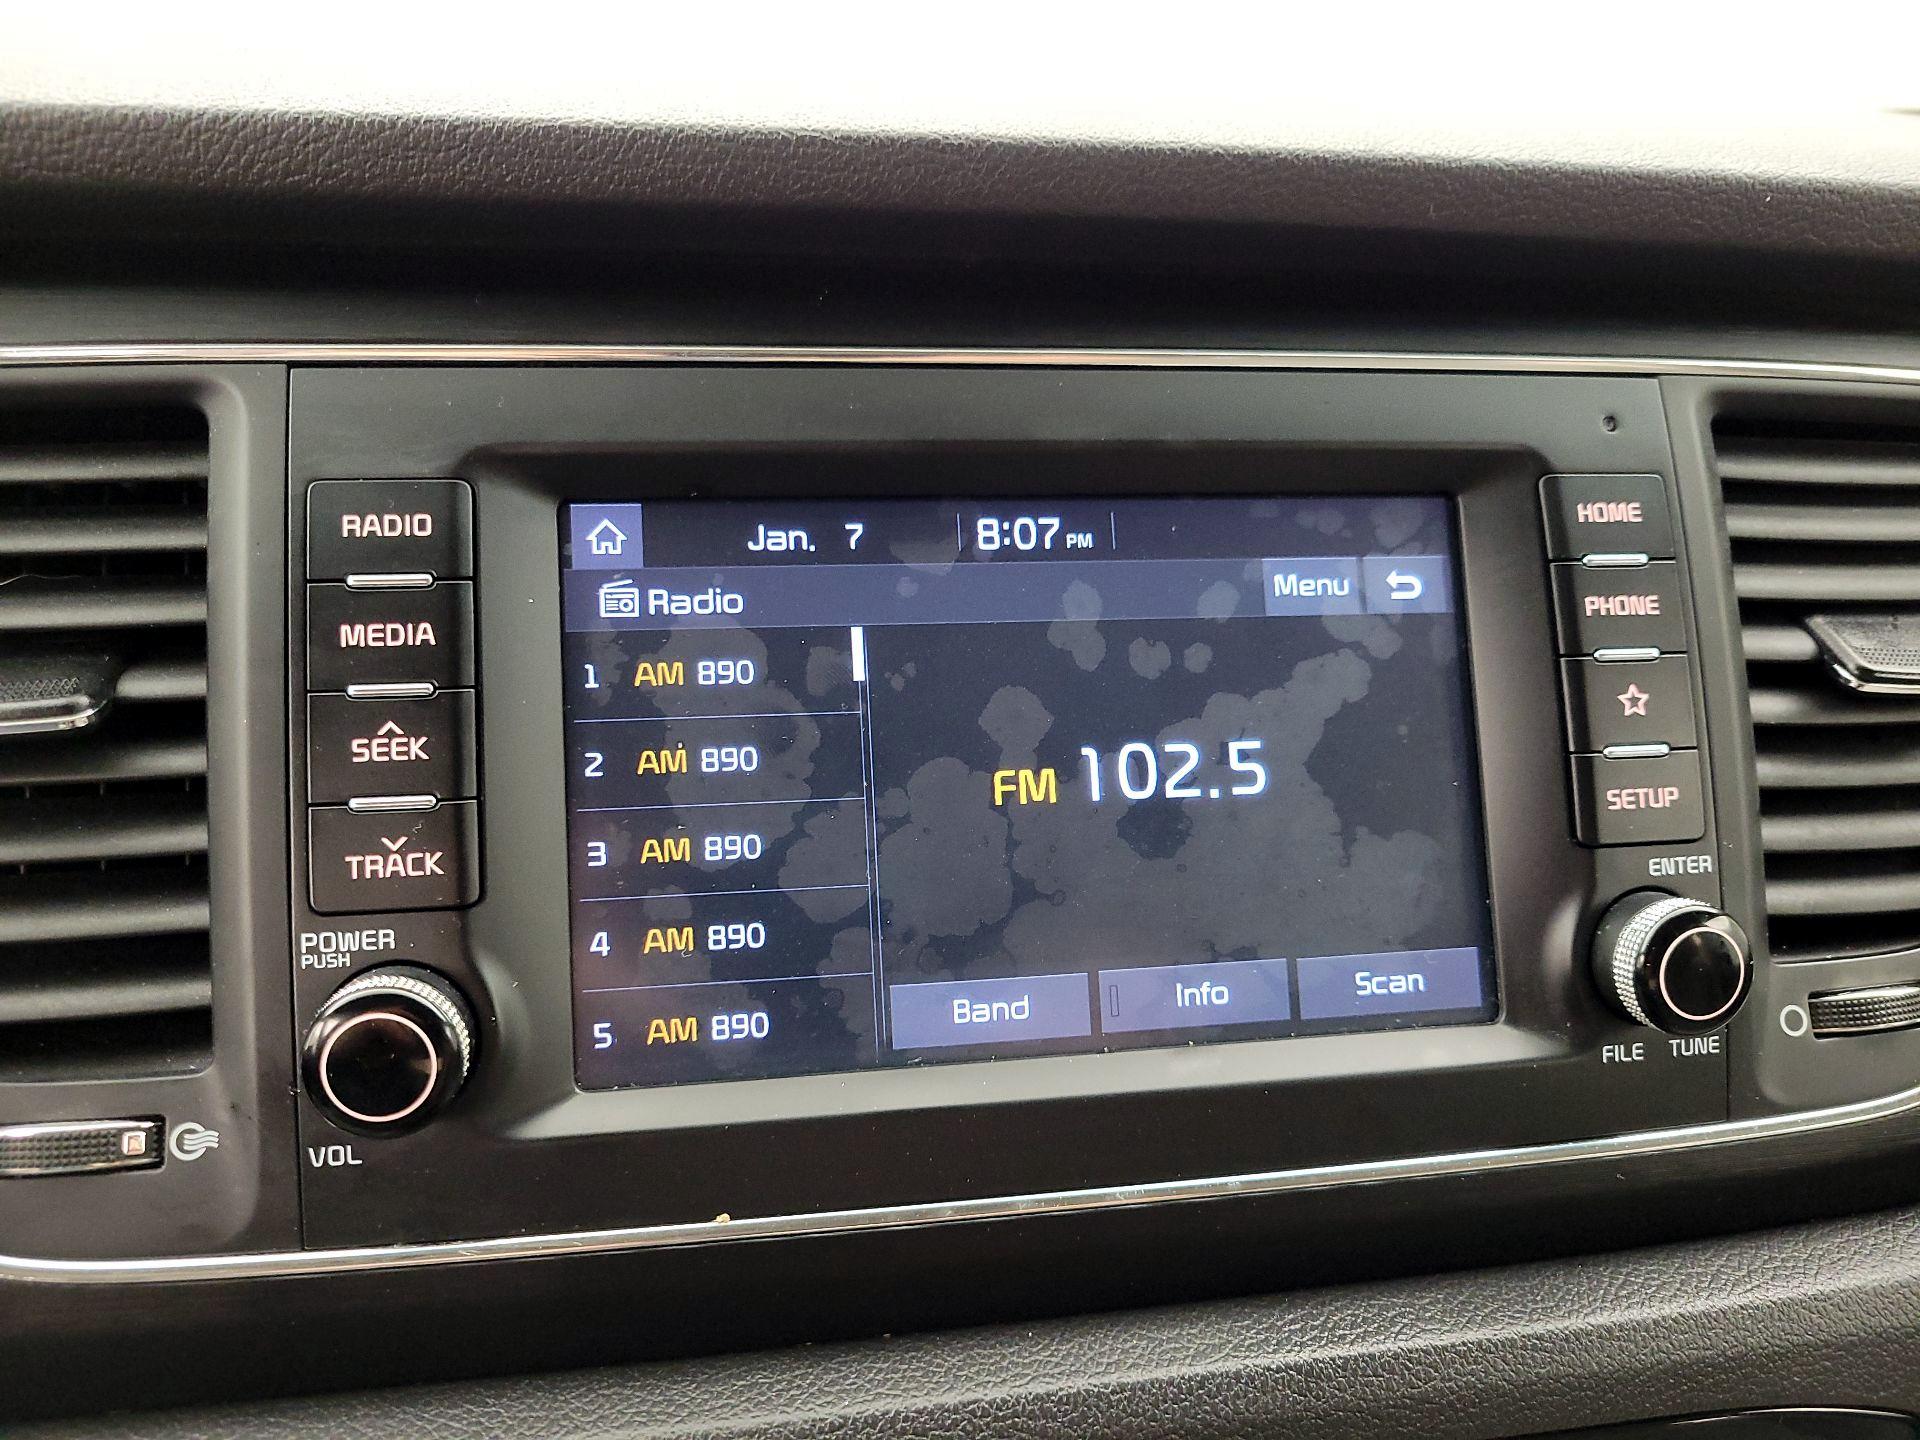 RADIO
MEDIA
SEEK
TRACK
POWER
PUSH
VOL
Jan. 7 8:07 PM
Radio Menu
1 AM 890
2 AM 890
3 AM 890
4 AM 890
5 AM 890
FM 102.5
Band Info Scan
HOME
PHONE
SETUP
ENTER
FILE TUNE